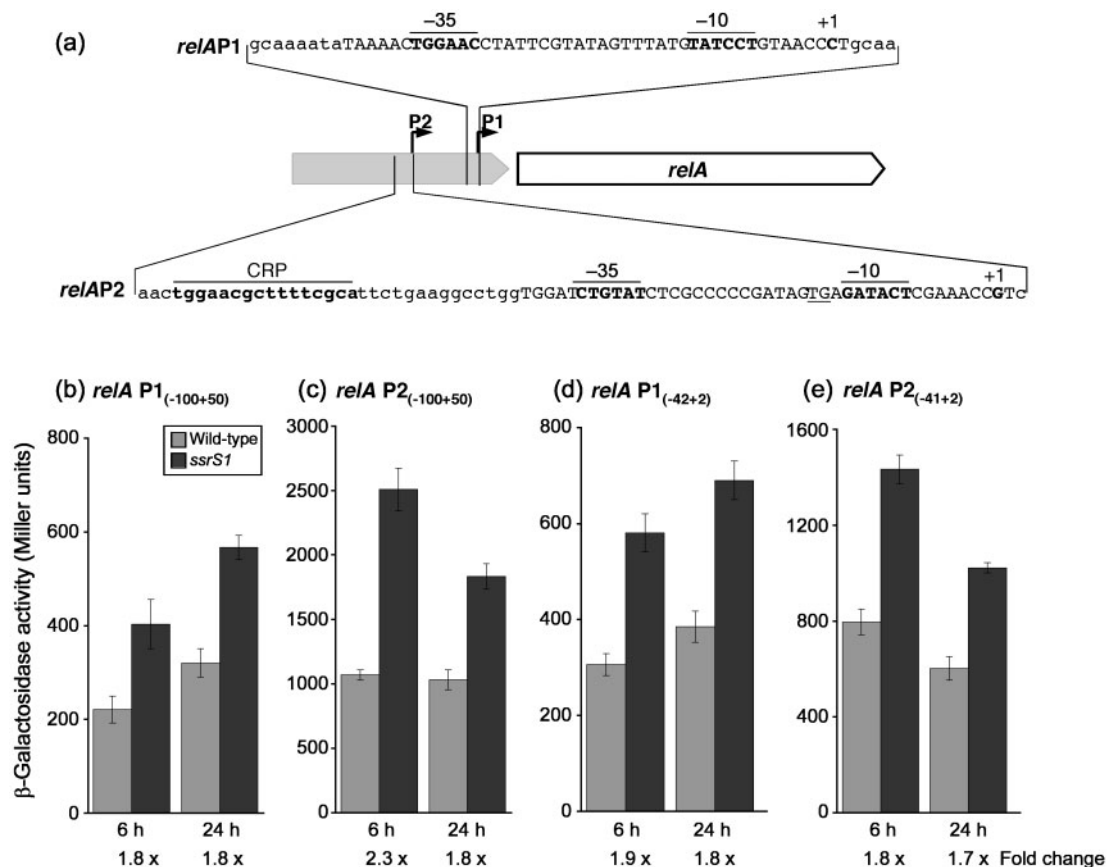 (a)
−35 −10 +1
relAP1 gcaaaataTAAAACTGGAACCTATTCGTATAGTTTATGTATCCTGTAACCCTgcaa
P2 P1
relA
CRP −35 −10 +1
relAP2 aactggaacgcttttcgcattctgaaggcctggTGGATCTGTATCTCGCCCCCGATAGTGAGATACTCGAAACCGTc
(b) relA P1(-100+50) (c) relA P2(-100+50) (d) relA P1(-42+2) (e) relA P2(-41+2)
β-Galactosidase activity (Miller units)
800 3000 800 1600
Wild-type
ssrS1
2500
600 600 1200
2000
400 1500 400 800
1000
200 200 400
500
0 0 0 0
6 h 24 h 6 h 24 h 6 h 24 h 6 h 24 h
1.8 x 1.8 x 2.3 x 1.8 x 1.9 x 1.8 x 1.8 x 1.7 x Fold change